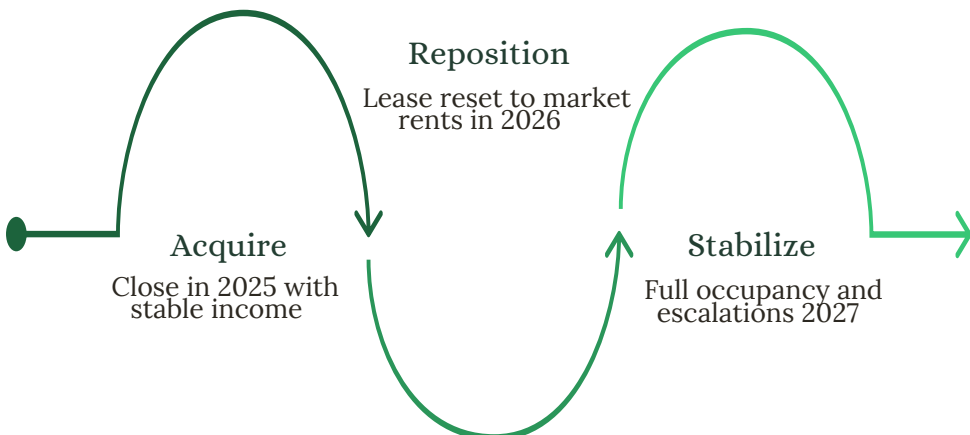 Acquire
Close in 2025 with
stable income
Reposition
Lease reset to market
rents in 2026
Stabilize
Full occupancy and
escalations 2027